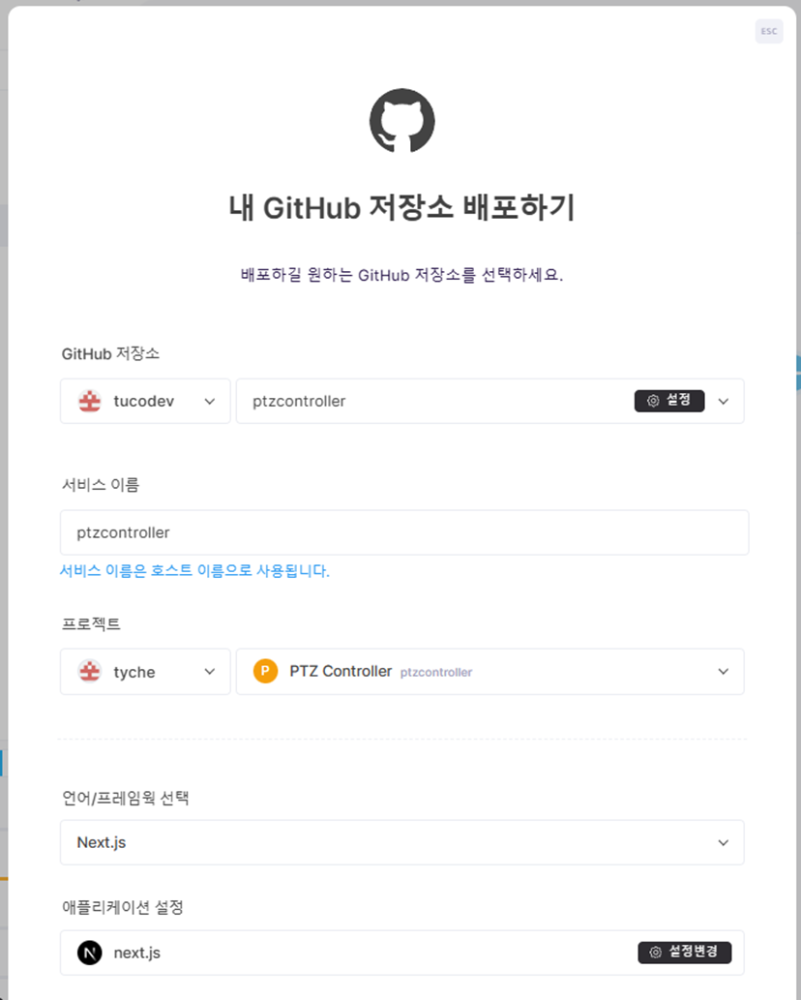 ESC
내 GitHub 저장소 배포하기
배포하길 원하는 GitHub 저장소를 선택하세요.
GitHub 저장소
tucodev ptzcontroller 설정
서비스 이름
ptzcontroller
서비스 이름은 호스트 이름으로 사용됩니다.
프로젝트
tyche P PTZ Controller ptzcontroller
언어/프레임웍 선택
Next.js
애플리케이션 설정
N next.js 설정변경